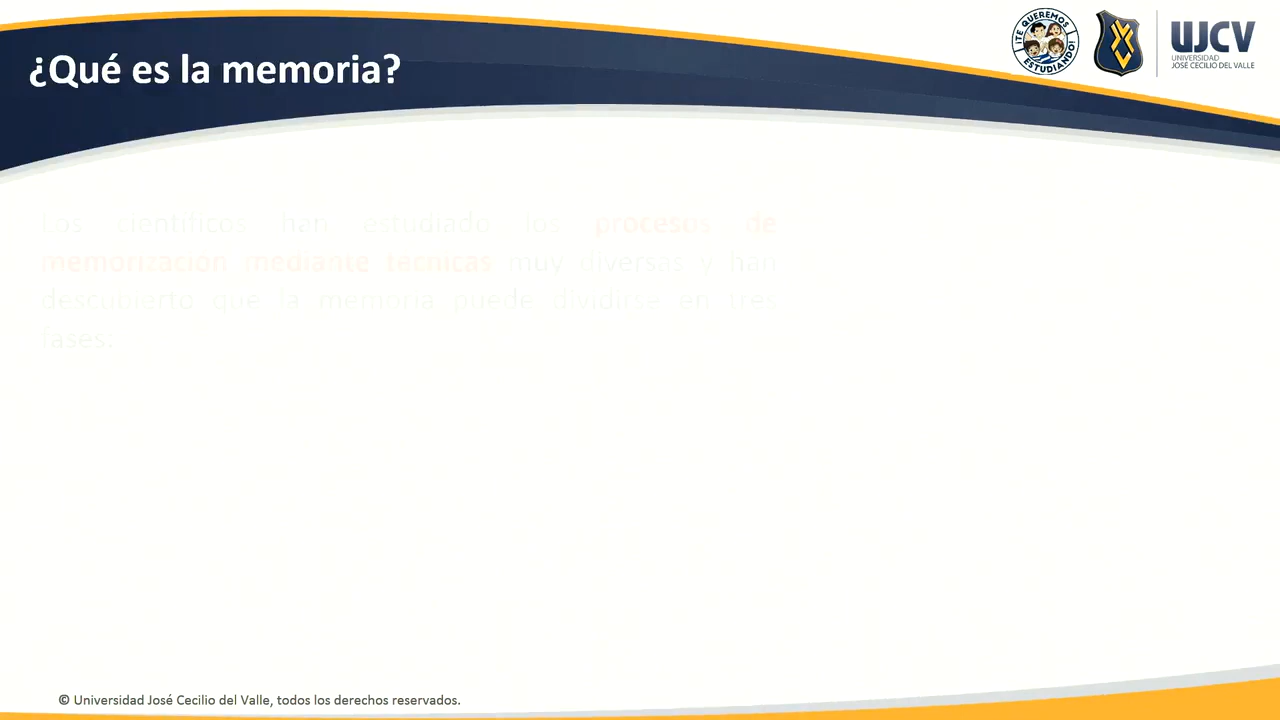 ¿Qué es la memoria?
¡TE QUEREMOS ESTUDIANDO!
UJCV
UNIVERSIDAD
JOSÉ CECILIO DEL VALLE
Los científicos han estudiado los procesos de
memorización mediante técnicas muy diversas y han
descubierto que la memoria puede dividirse en tres
fases:
© Universidad José Cecilio del Valle, todos los derechos reservados.